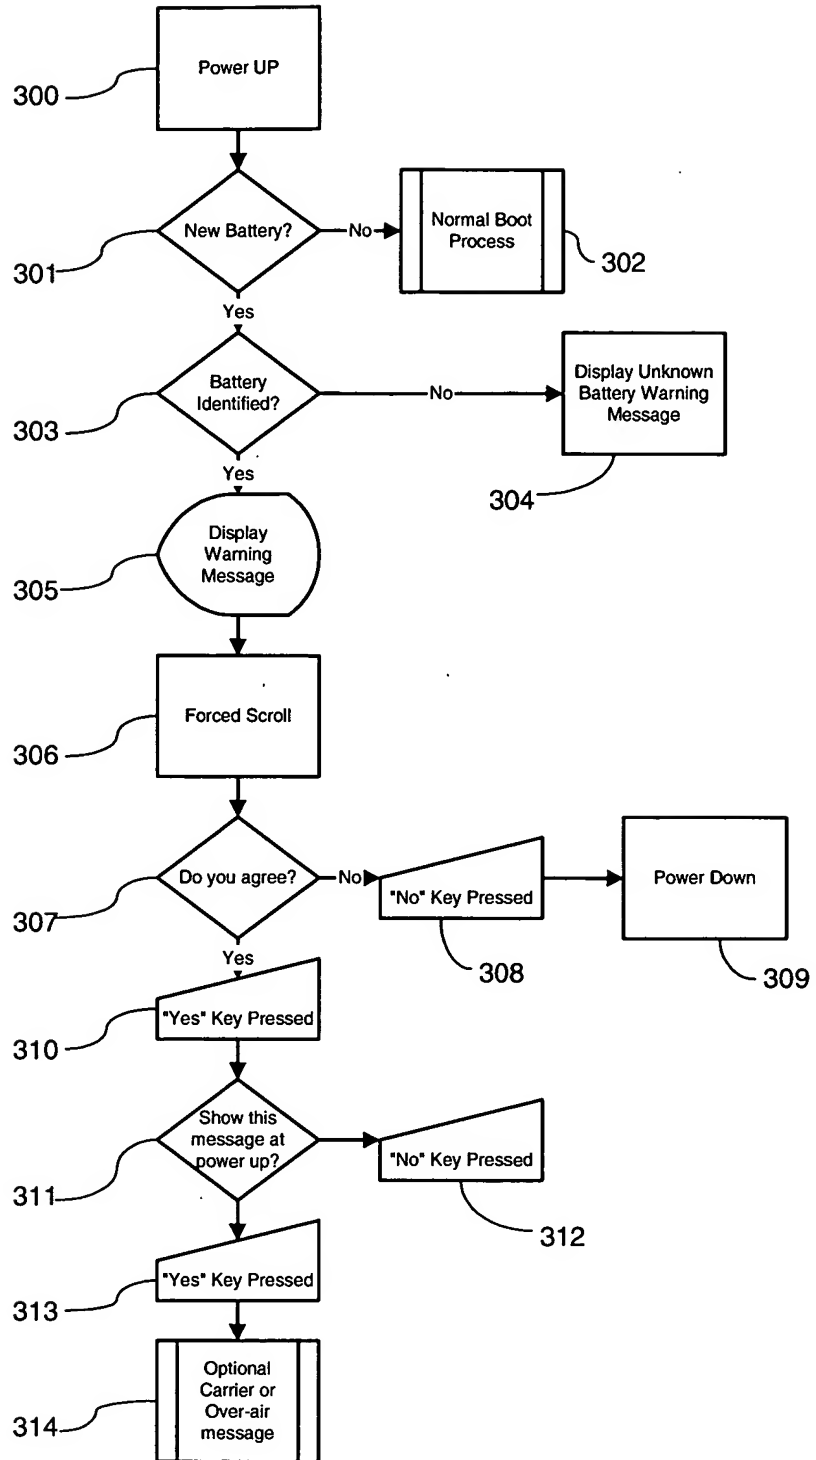 Power UP
300
New Battery?
No
Normal Boot
Process
301
302
Yes
Battery
Identified?
No
Display Unknown
Battery Warning
Message
303
304
Yes
Display
Warning
Message
305
Forced Scroll
306
Do you agree?
No
"No" Key Pressed
Power Down
307
308
309
Yes
"Yes" Key Pressed
310
Show this
message at
power up?
"No" Key Pressed
311
312
"Yes" Key Pressed
313
Optional
Carrier or
Over-air
message
314